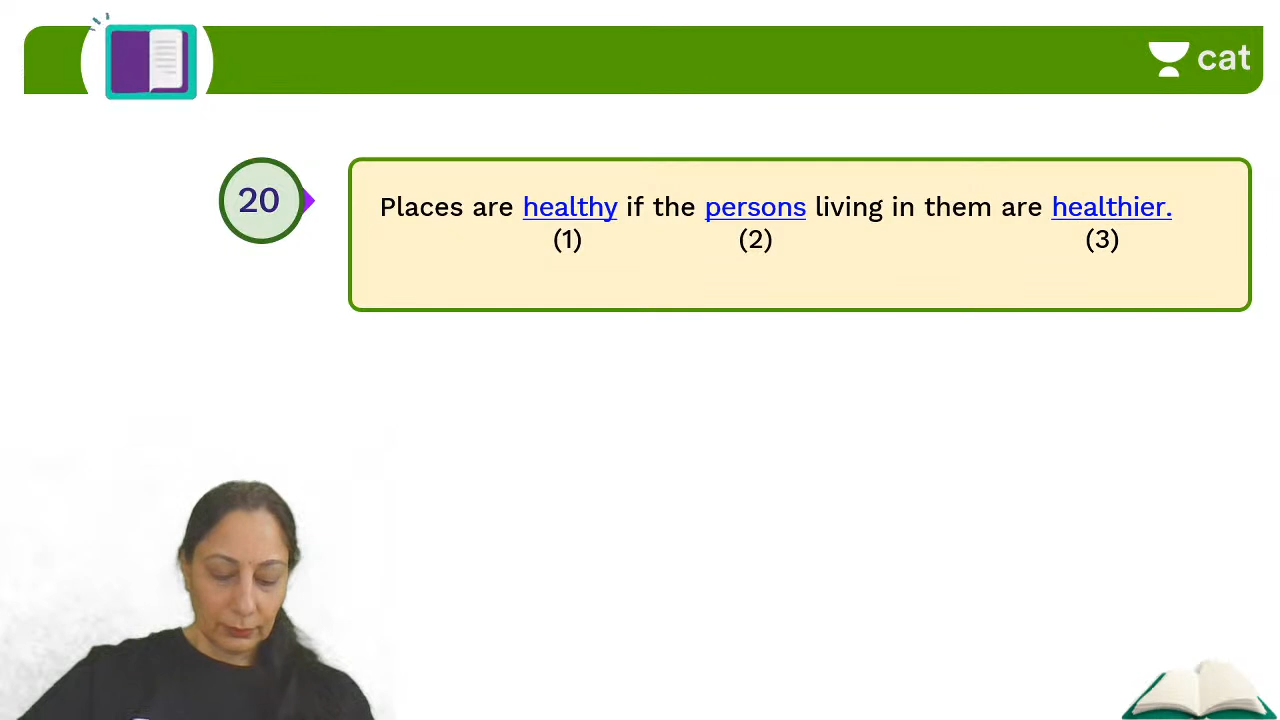 cat
20
Places are healthy if the persons living in them are healthier.
(1) (2) (3)